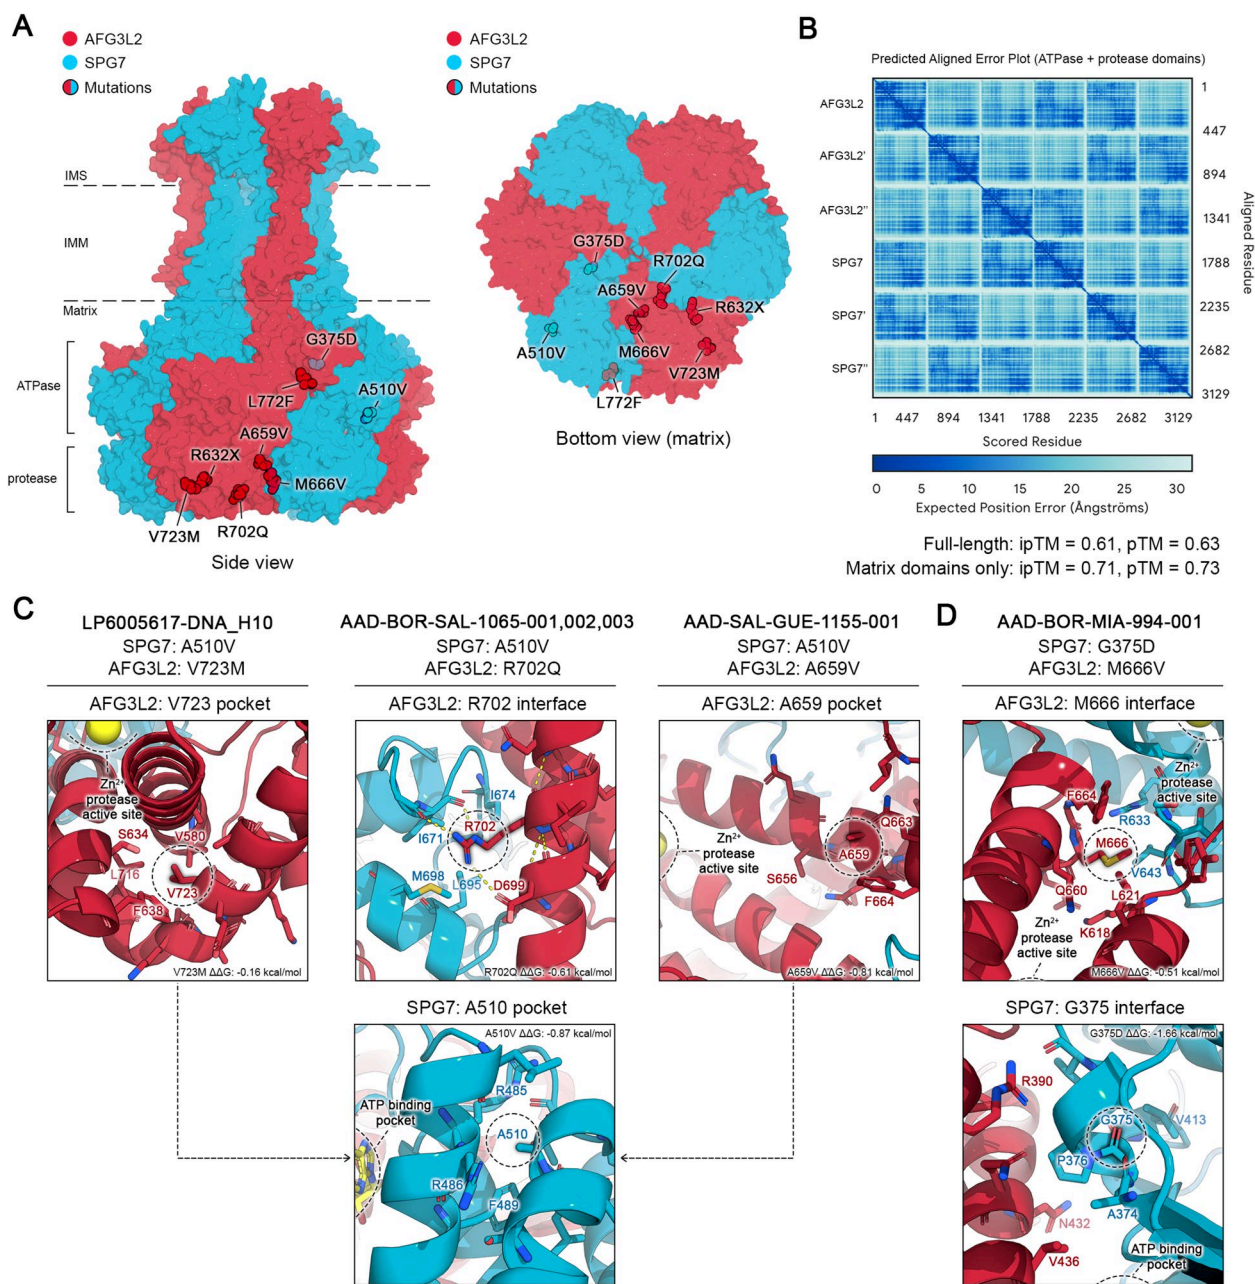 A
AFG3L2
SPG7
Mutations
IMS
IMM
Matrix
ATPase
protease
G375D
L772F
A510V
A659V
R632X
M666V
V723M
R702Q
Side view
AFG3L2
SPG7
Mutations
G375D
R702Q
A659V
R632X
A510V
M666V
V723M
L772F
Bottom view (matrix)
B
Predicted Aligned Error Plot (ATPase + protease domains)
AFG3L2
AFG3L2'
AFG3L2''
SPG7
SPG7'
SPG7''
1
447
894
1341
1788
2235
2682
3129
Aligned Residue
1 447 894 1341 1788 2235 2682 3129
Scored Residue
0 5 10 15 20 25 30
Expected Position Error (Ångströms)
Full-length: ipTM = 0.61, pTM = 0.63
Matrix domains only: ipTM = 0.71, pTM = 0.73
C
LP6005617-DNA_H10
SPG7: A510V
AFG3L2: V723M
AFG3L2: V723 pocket
Zn²⁺
protease
active site
S634
V580
L716
V723
F638
V723M ΔΔG: -0.16 kcal/mol
AAD-BOR-SAL-1065-001,002,003
SPG7: A510V
AFG3L2: R702Q
AFG3L2: R702 interface
I674
R702
I671
M698
L695
D699
R702Q ΔΔG: -0.61 kcal/mol
AAD-SAL-GUE-1155-001
SPG7: A510V
AFG3L2: A659V
AFG3L2: A659 pocket
Zn²⁺
protease
active site
Q663
A659
S656
F664
A659V ΔΔG: -0.81 kcal/mol
SPG7: A510 pocket
A510V ΔΔG: -0.87 kcal/mol
R485
ATP binding
pocket
A510
R486
F489
D
AAD-BOR-MIA-994-001
SPG7: G375D
AFG3L2: M666V
AFG3L2: M666 interface
Zn²⁺
protease
active site
F664
R633
M666
V643
Q660
L621
K618
Zn²⁺
protease
active site
M666V ΔΔG: -0.51 kcal/mol
SPG7: G375 interface
G375D ΔΔG: -1.66 kcal/mol
R390
G375
V413
P376
A374
N432
V436
ATP binding
pocket